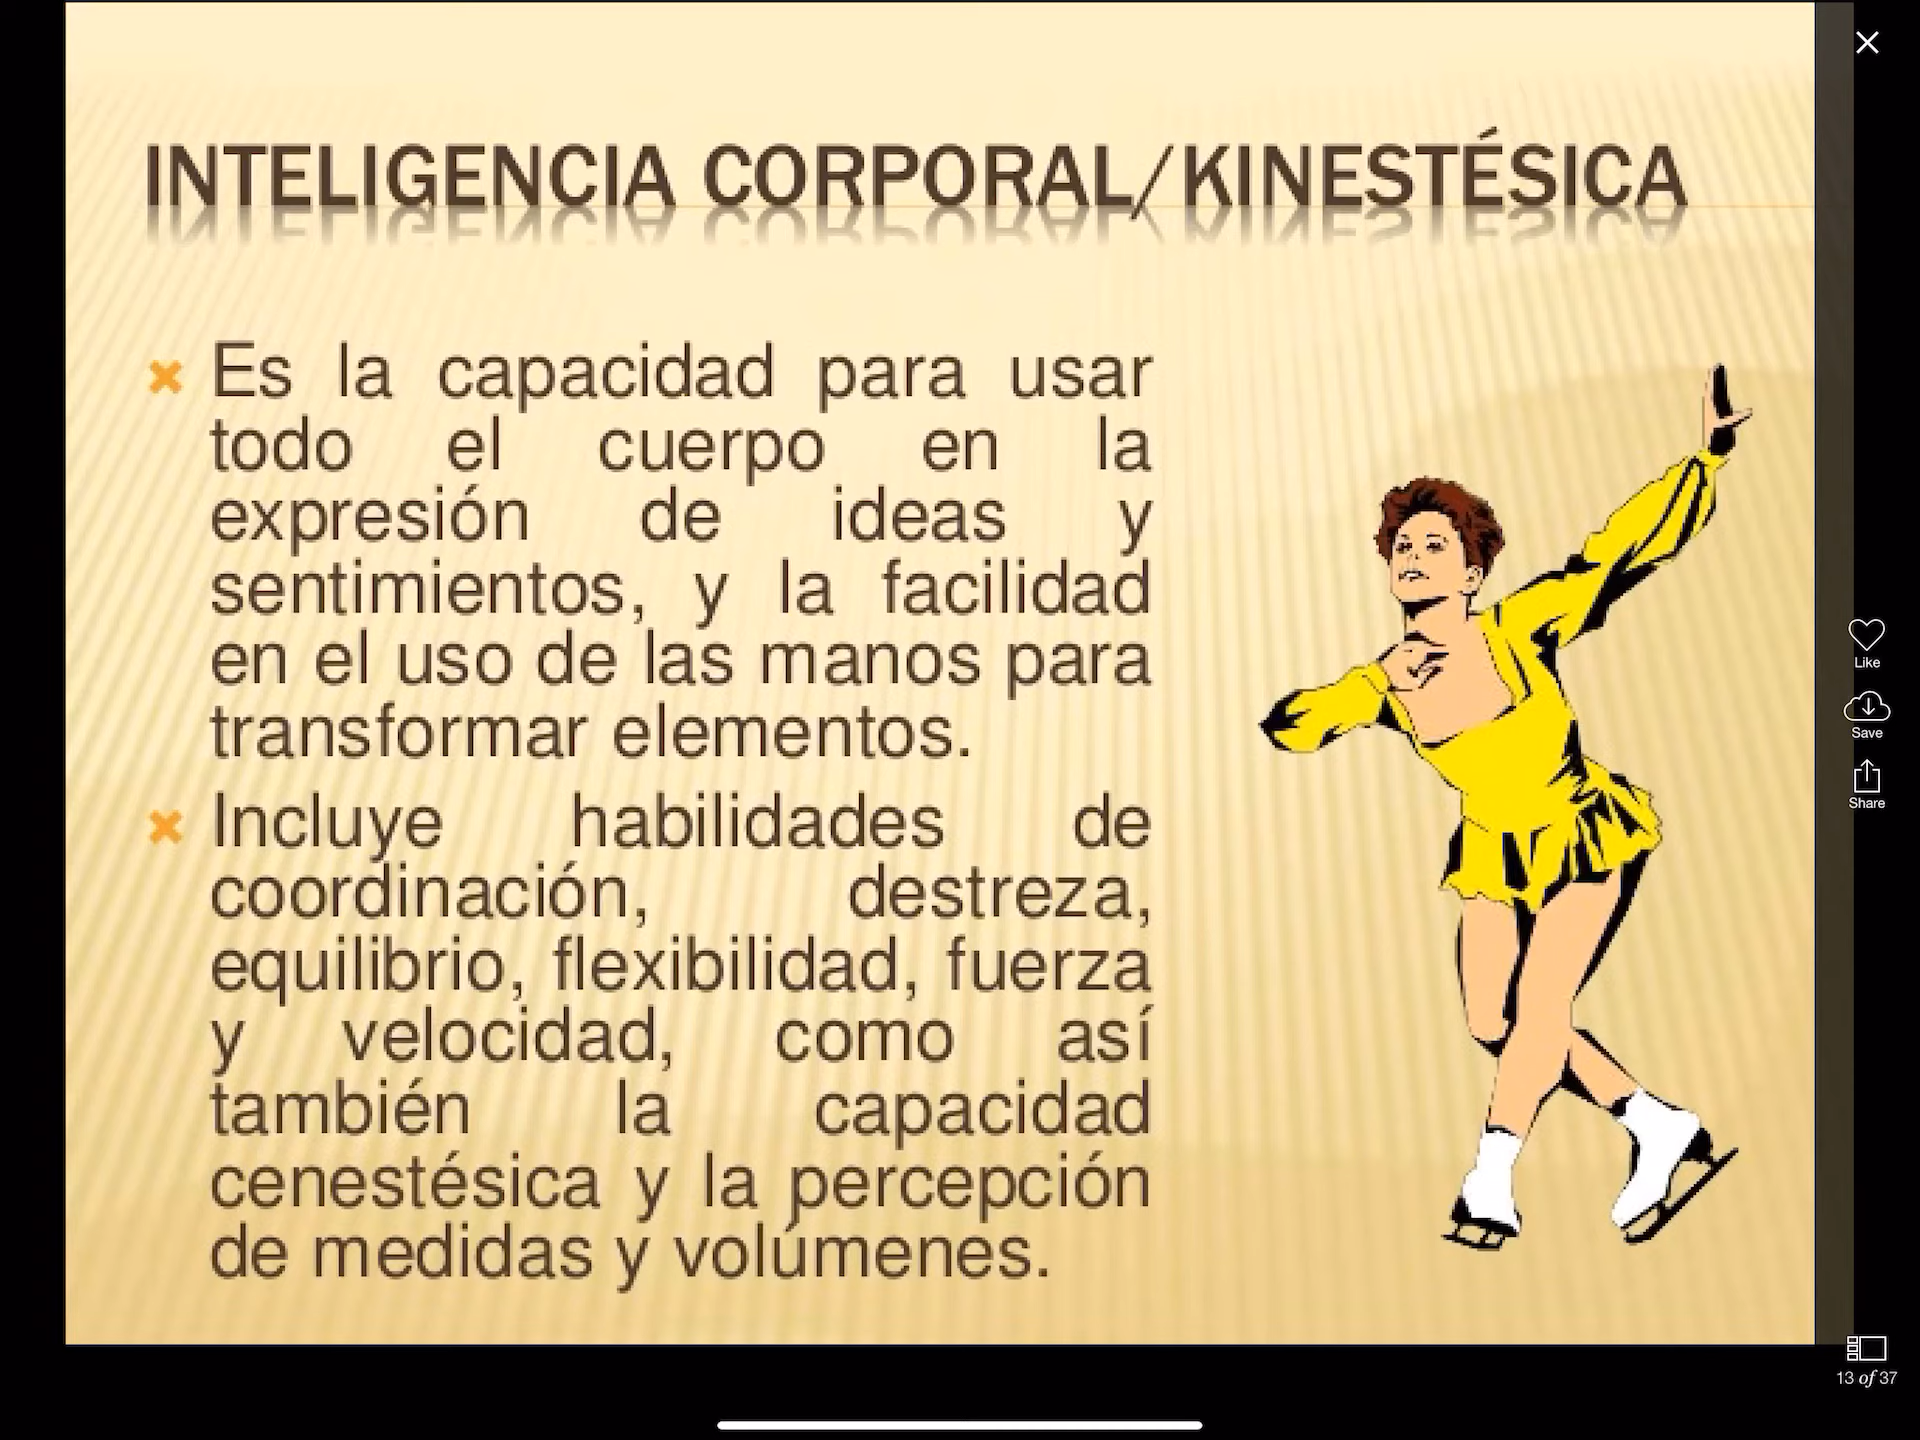 INTELIGENCIA CORPORAL/KINESTÉSICA
Es la capacidad para usar
todo el cuerpo en la
expresión de ideas y
sentimientos, y la facilidad
en el uso de las manos para
transformar elementos.
Incluye habilidades de
coordinación, destreza,
equilibrio, flexibilidad, fuerza
y velocidad, como así
también la capacidad
cenestésica y la percepción
de medidas y volúmenes.
Like
Save
Share
13 of 37